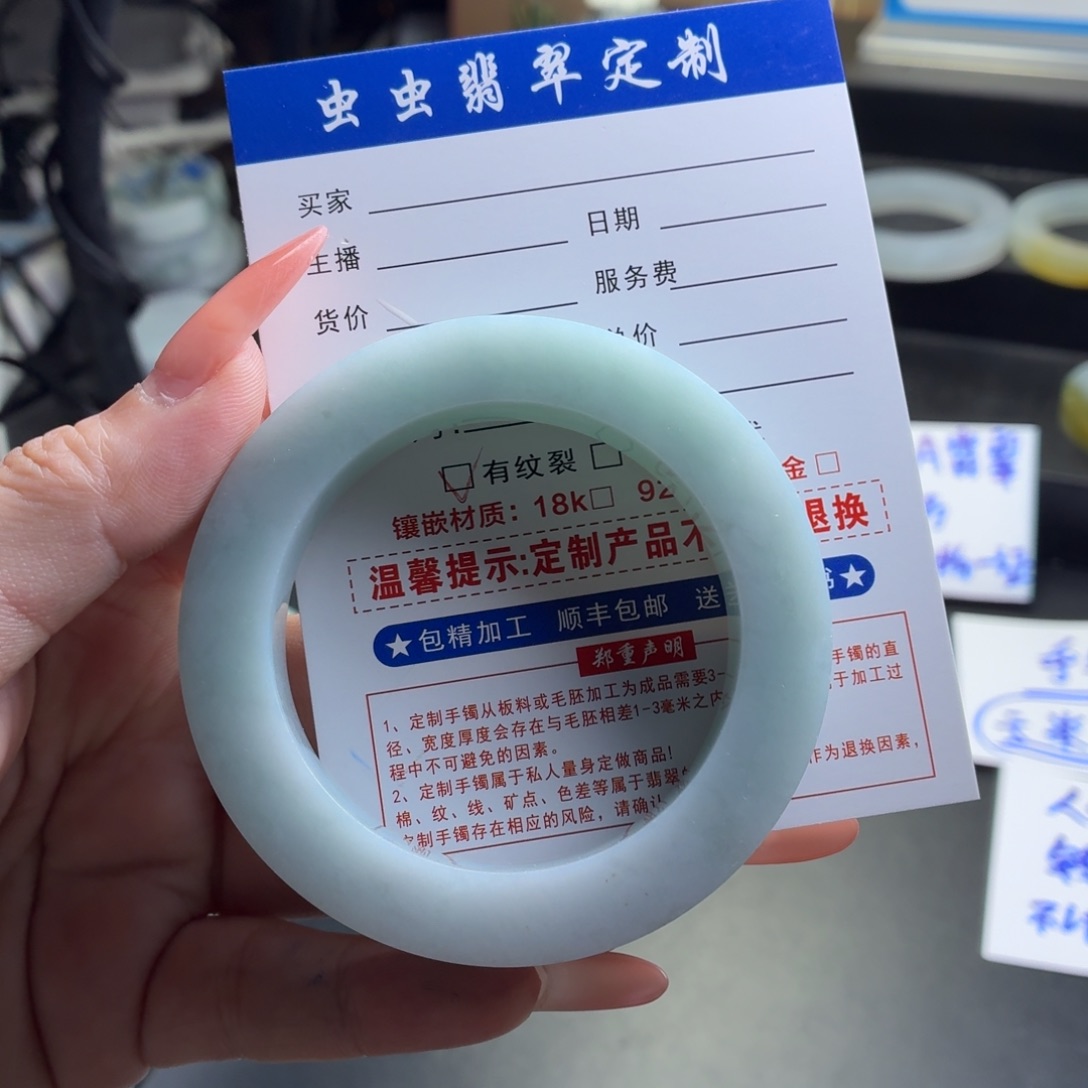 虫虫翡翠定制
买家
主播 日期
货价 服务费
价
□有纹裂 □
镶嵌材质：18k□ 92 金□
温馨提示:定制产品不 退换
★包精加工 顺丰包邮 送 ★
郑重声明
1、定制手镯从板料或毛胚加工为成品需要3- 手镯的直
径、宽度厚度会存在与毛胚相差1-3毫米之内 于加工过
程中不可避免的因素。
2、定制手镯属于私人量身定做商品! 作为退换因素，
棉、纹、线、矿点、色差等属于翡翠
定制手镯存在相应的风险，请确认